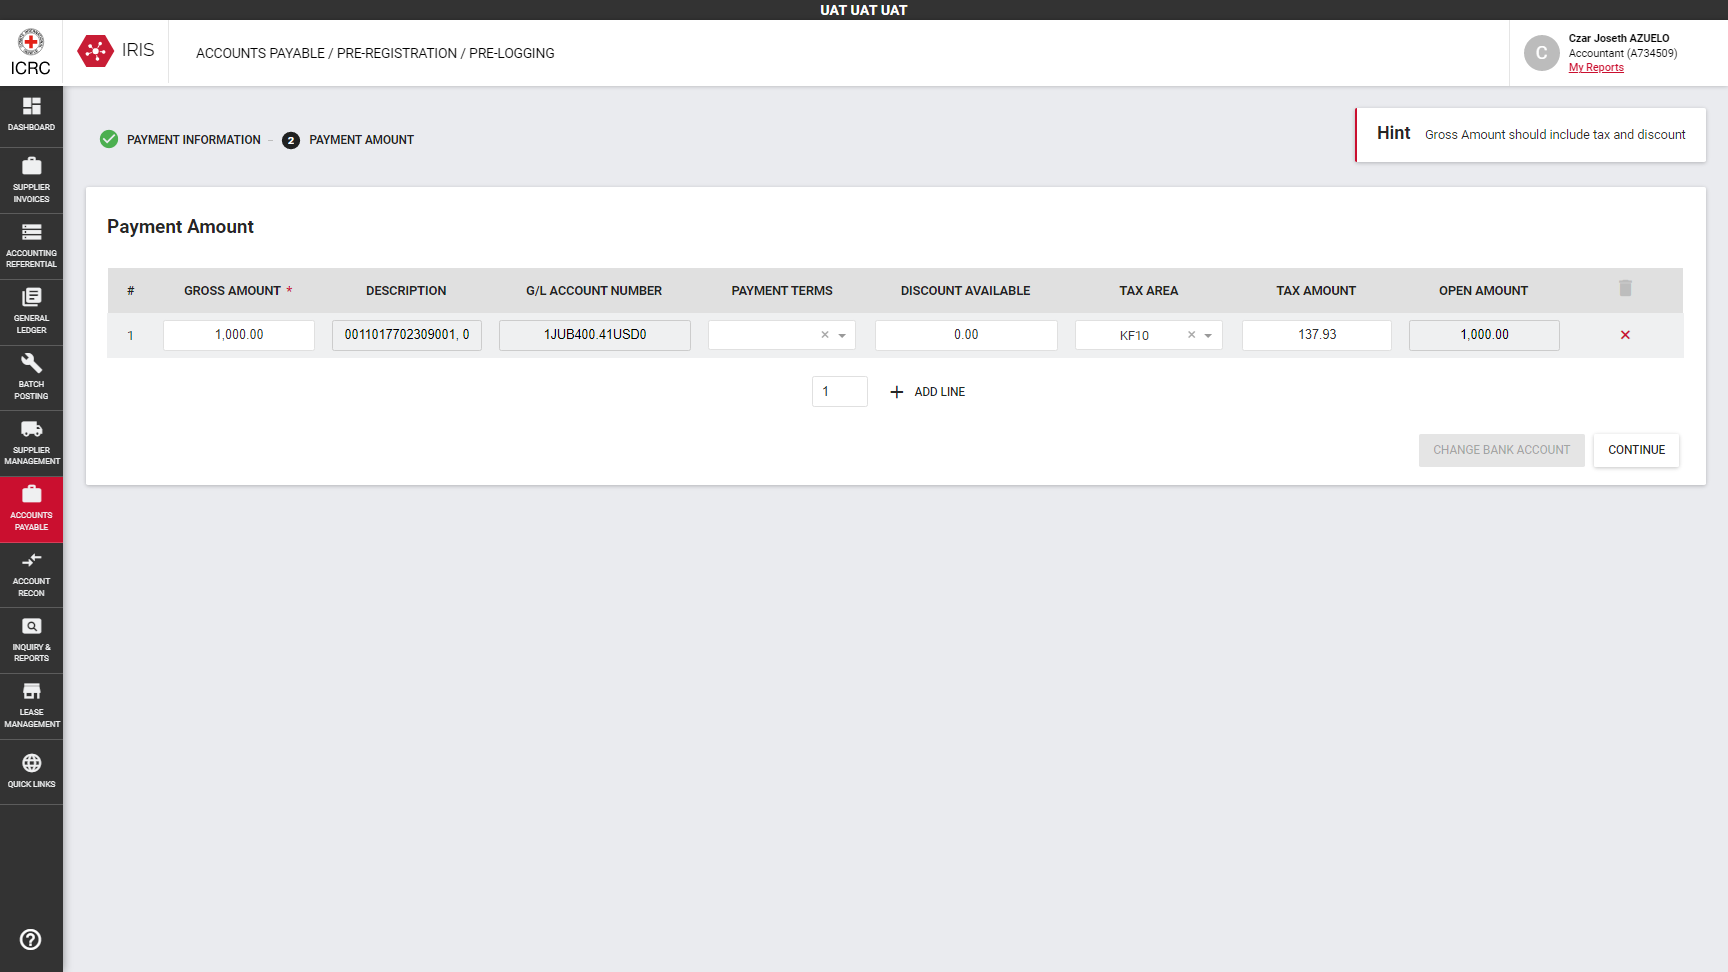 UAT UAT UAT
ICRC
IRIS
ACCOUNTS PAYABLE / PRE-REGISTRATION / PRE-LOGGING
C
Czar Joseth AZUELO
Accountant (A734509)
My Reports
DASHBOARD
SUPPLIER
INVOICES
ACCOUNTING
REFERENTIAL
GENERAL
LEDGER
BATCH
POSTING
SUPPLIER
MANAGEMENT
ACCOUNTS
PAYABLE
ACCOUNT
RECON
INQUIRY &
REPORTS
LEASE
MANAGEMENT
QUICK LINKS
PAYMENT INFORMATION – 2 PAYMENT AMOUNT
Hint Gross Amount should include tax and discount
Payment Amount
# GROSS AMOUNT * DESCRIPTION G/L ACCOUNT NUMBER PAYMENT TERMS DISCOUNT AVAILABLE TAX AREA TAX AMOUNT OPEN AMOUNT
1 1,000.00 0011017702309001, 0 1JUB400.41USD0 × 0.00 KF10 × 137.93 1,000.00 ×
1 + ADD LINE
CHANGE BANK ACCOUNT CONTINUE